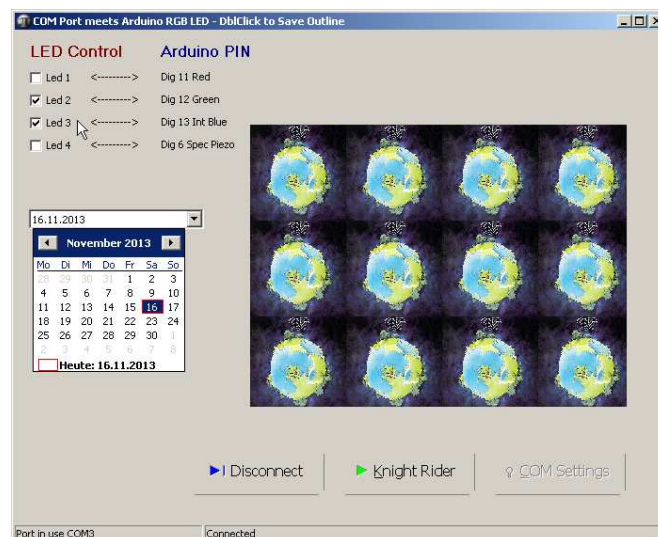 COM Port meets Arduino RGB LED - DblClick to Save Outline
LED Control Arduino PIN
Led 1 <---------> Dig 11 Red
Led 2 <---------> Dig 12 Green
Led 3 <---------> Dig 13 Int Blue
Led 4 <---------> Dig 6 Spec Piezo
16.11.2013
November 2013
Mo Di Mi Do Fr Sa So
28 29 30 31 1 2 3
4 5 6 7 8 9 10
11 12 13 14 15 16 17
18 19 20 21 22 23 24
25 26 27 28 29 30 1
2 3 4 5 6 7 8
Heute: 16.11.2013
Disconnect Knight Rider COM Settings
Port in use COM3 Connected